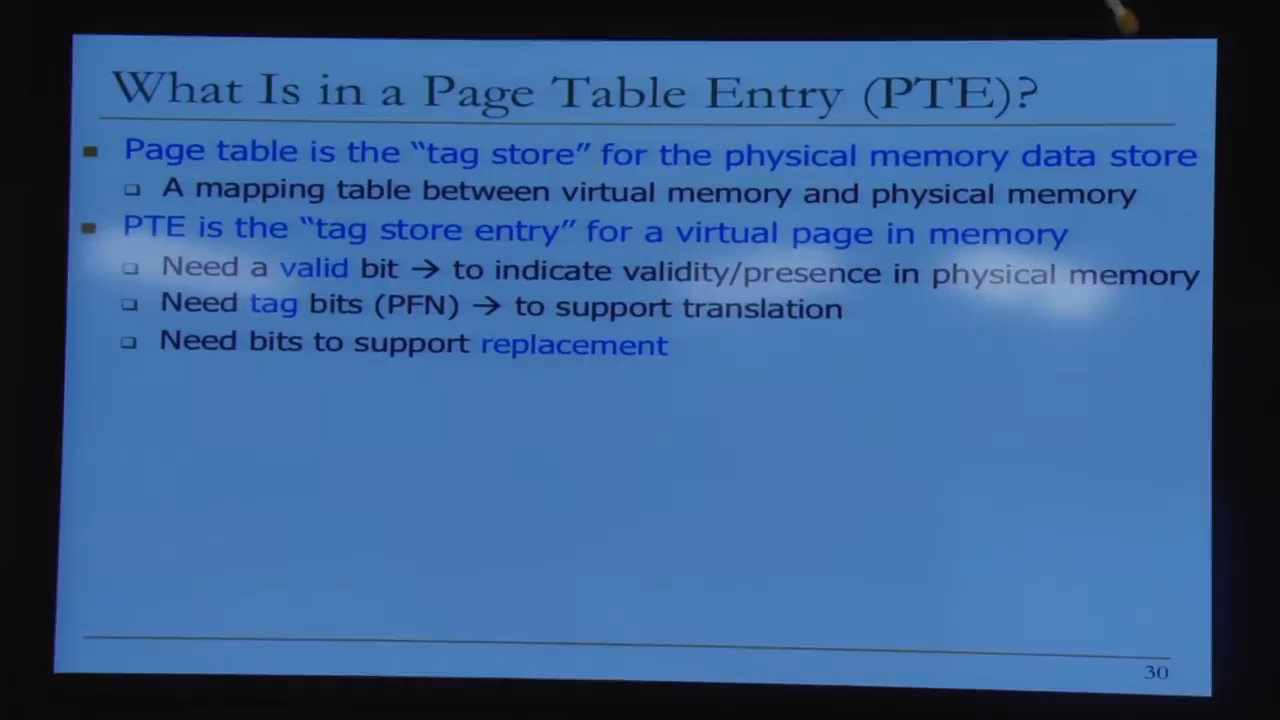 What Is in a Page Table Entry (PTE)?
Page table is the “tag store” for the physical memory data store
A mapping table between virtual memory and physical memory
PTE is the “tag store entry” for a virtual page in memory
Need a valid bit → to indicate validity/presence in physical memory
Need tag bits (PFN) → to support translation
Need bits to support replacement
30